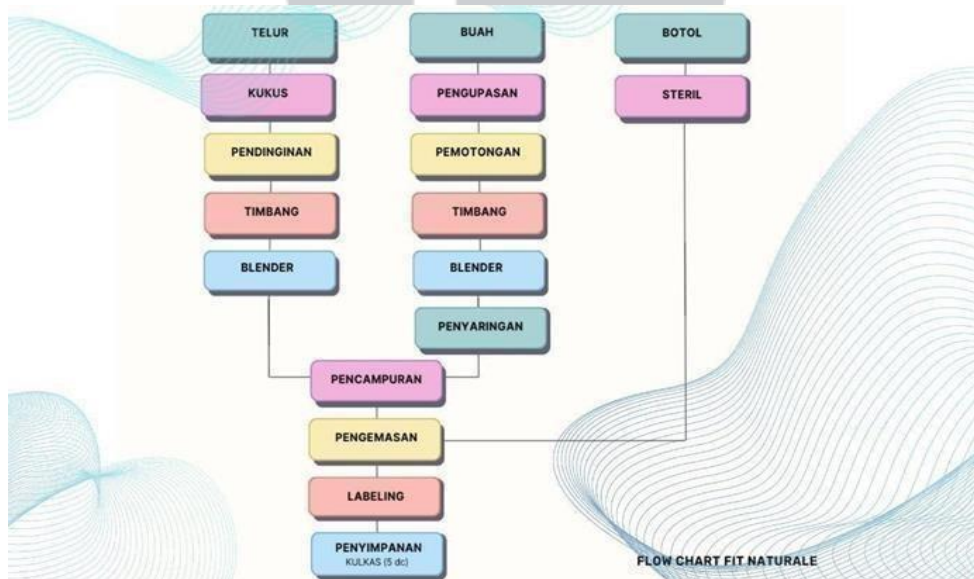 TELUR
KUKUS
PENDINGINAN
TIMBANG
BLENDER
BUAH
PENGUPASAN
PEMOTONGAN
TIMBANG
BLENDER
PENYARINGAN
BOTOL
STERIL
PENCAMPURAN
PENGEMASAN
LABELING
PENYIMPANAN
KULKAS (5 dc)
FLOW CHART FIT NATURALE